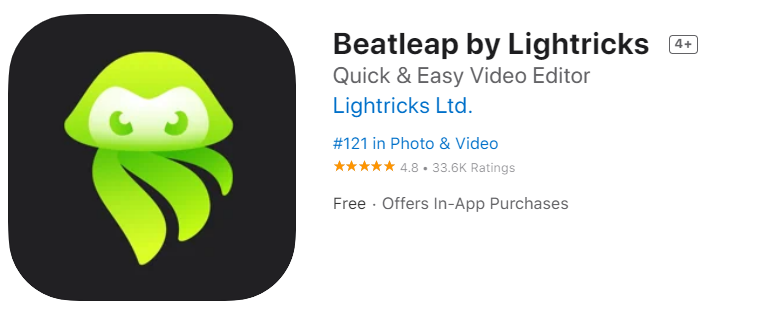 Beatleap by Lightricks 4+
Quick & Easy Video Editor
Lightricks Ltd.
#121 in Photo & Video
★★★★★ 4.8 • 33.6K Ratings
Free · Offers In-App Purchases